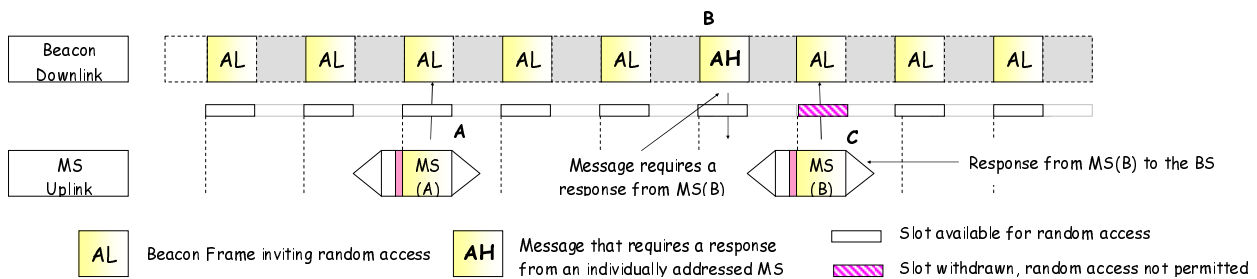 B
Beacon
Downlink
AL AL AL AL AL AH AL AL AL
A
C
MS
Uplink
MS
(A)
Message requires a
response from MS(B)
MS
(B)
Response from MS(B) to the BS
AL
Beacon Frame inviting random access
AH
Message that requires a response
from an individually addressed MS
Slot available for random access
Slot withdrawn, random access not permitted